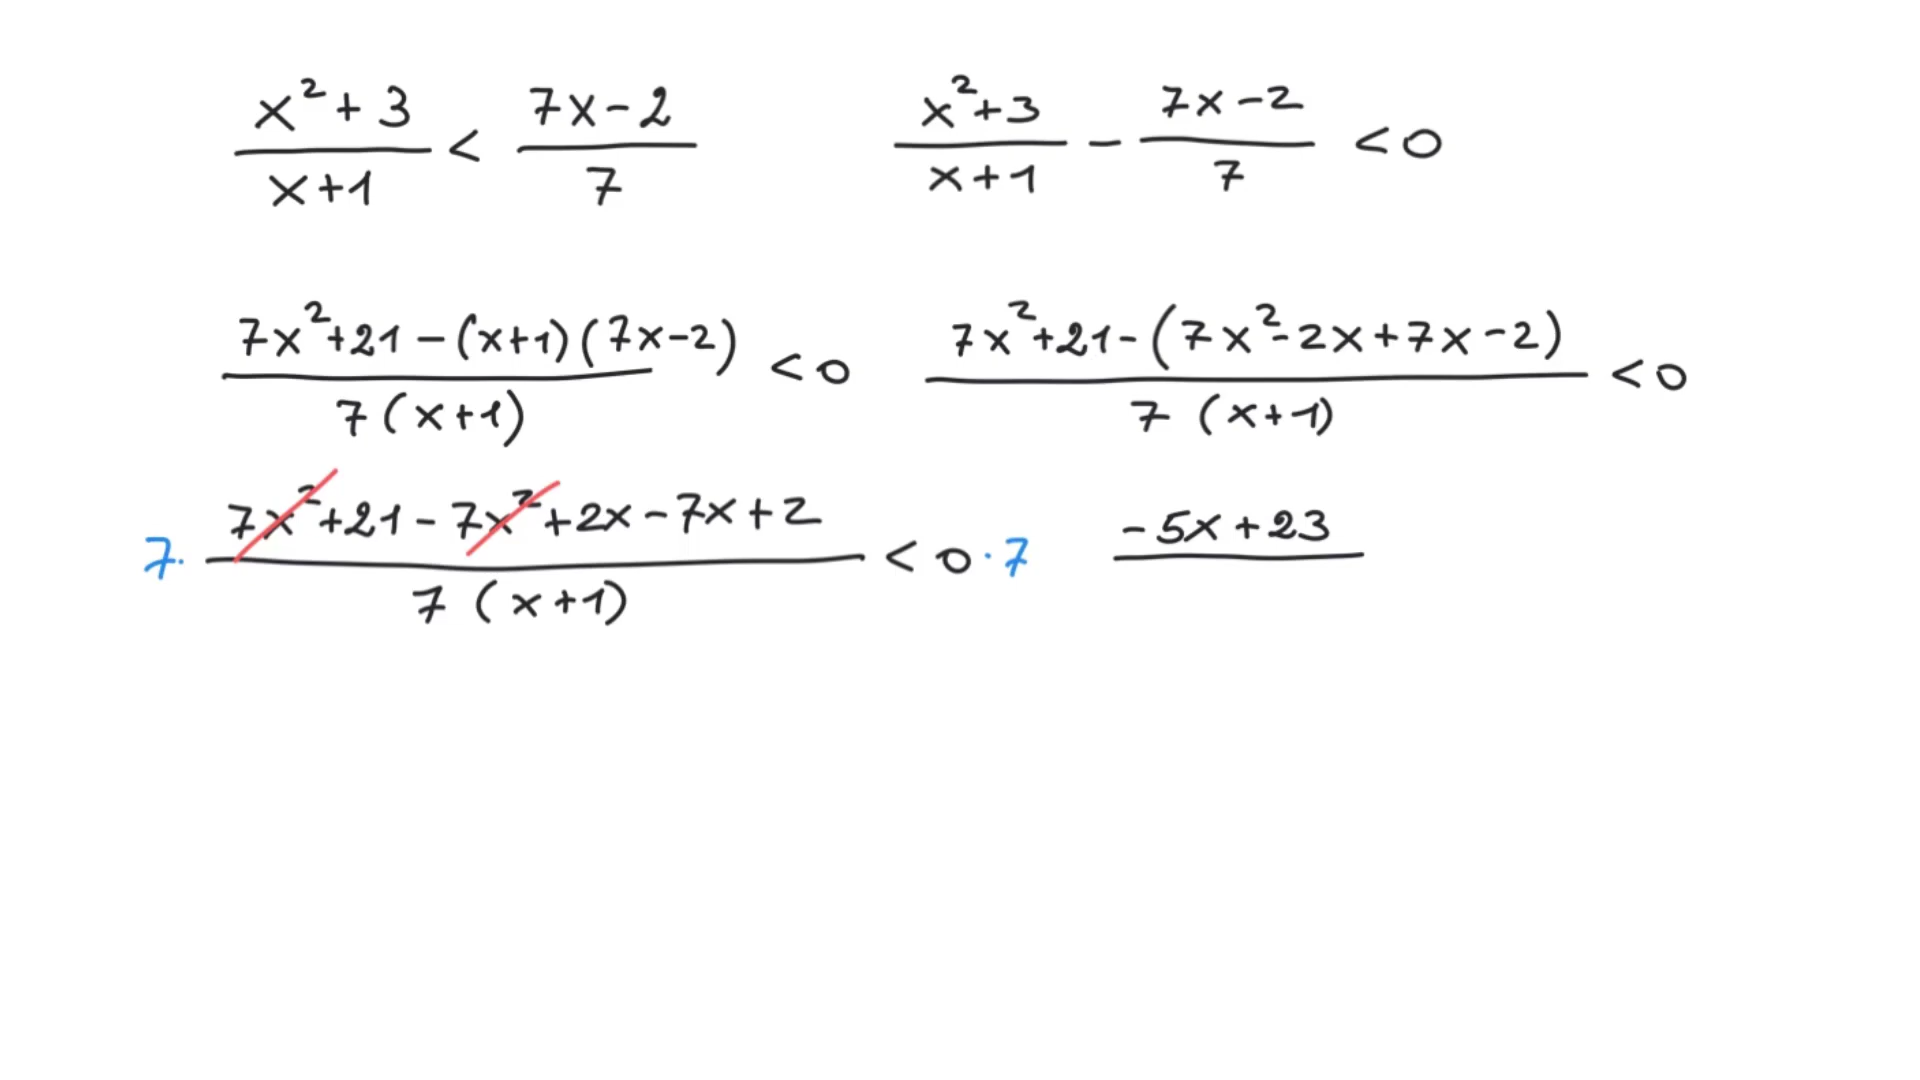 (x²+3)/(x+1) < (7x-2)/7    (x²+3)/(x+1) - (7x-2)/7 < 0
(7x²+21-(x+1)(7x-2))/(7(x+1)) < 0    (7x²+21-(7x²-2x+7x-2))/(7(x+1)) < 0
7· (7x²+21-7x²+2x-7x+2)/(7(x+1)) < 0 ·7    -5x+23